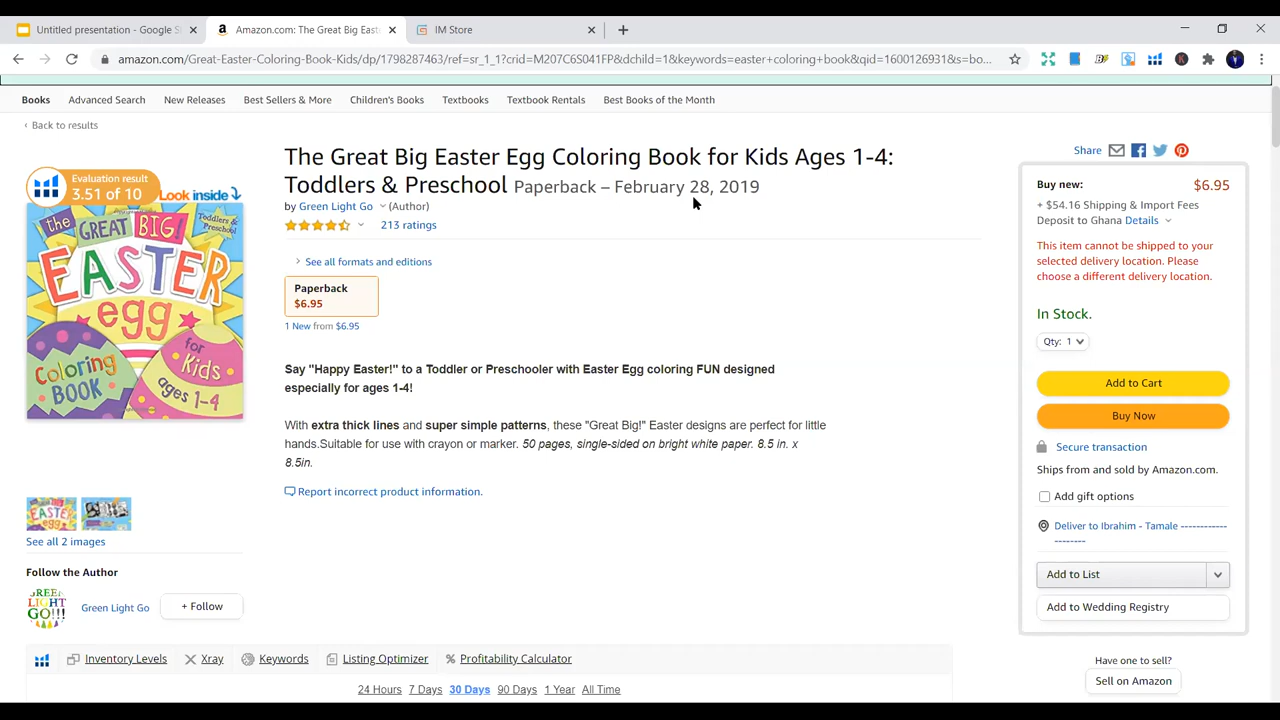 Untitled presentation - Google S
Amazon.com: The Great Big East
IM Store
amazon.com/Great-Easter-Coloring-Book-Kids/dp/1798287463/ref=sr_1_1?crid=M207C6S041FP&dchild=1&keywords=easter+coloring+book&qid=1600126931&s=bo...
Books Advanced Search New Releases Best Sellers & More Children's Books Textbooks Textbook Rentals Best Books of the Month
‹ Back to results
Evaluation result
3.51 of 10
Look inside
the GREAT BIG!
Toddlers & Preschool!
EASTER
egg
Coloring BOOK
for Kids
ages 1-4
See all 2 images
Follow the Author
GREEN LIGHT GO!!!
Green Light Go
+ Follow
The Great Big Easter Egg Coloring Book for Kids Ages 1-4:
Toddlers & Preschool Paperback – February 28, 2019
by Green Light Go (Author)
213 ratings
See all formats and editions
Paperback
$6.95
1 New from $6.95
Say "Happy Easter!" to a Toddler or Preschooler with Easter Egg coloring FUN designed
especially for ages 1-4!
With extra thick lines and super simple patterns, these "Great Big!" Easter designs are perfect for little
hands.Suitable for use with crayon or marker. 50 pages, single-sided on bright white paper. 8.5 in. x
8.5in.
Report incorrect product information.
Share
Buy new: $6.95
+ $54.16 Shipping & Import Fees
Deposit to Ghana Details
This item cannot be shipped to your
selected delivery location. Please
choose a different delivery location.
In Stock.
Qty: 1
Add to Cart
Buy Now
Secure transaction
Ships from and sold by Amazon.com.
Add gift options
Deliver to Ibrahim - Tamale ------------
--------
Add to List
Add to Wedding Registry
Have one to sell?
Sell on Amazon
Inventory Levels Xray Keywords Listing Optimizer Profitability Calculator
24 Hours 7 Days 30 Days 90 Days 1 Year All Time